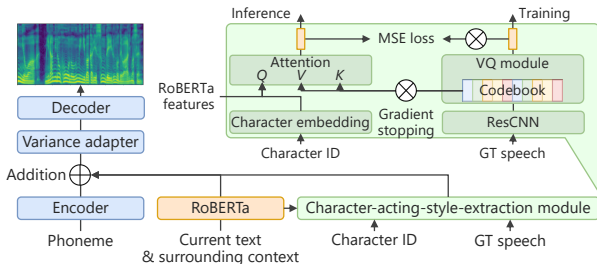 Inference
Training
MSE loss
Attention
Q V K
VQ module
Codebook
RoBERTa
features
Character embedding
Gradient
stopping
ResCNN
Character ID
GT speech
Decoder
Variance adapter
Addition
Encoder
RoBERTa
Character-acting-style-extraction module
Phoneme
Current text
& surrounding context
Character ID
GT speech